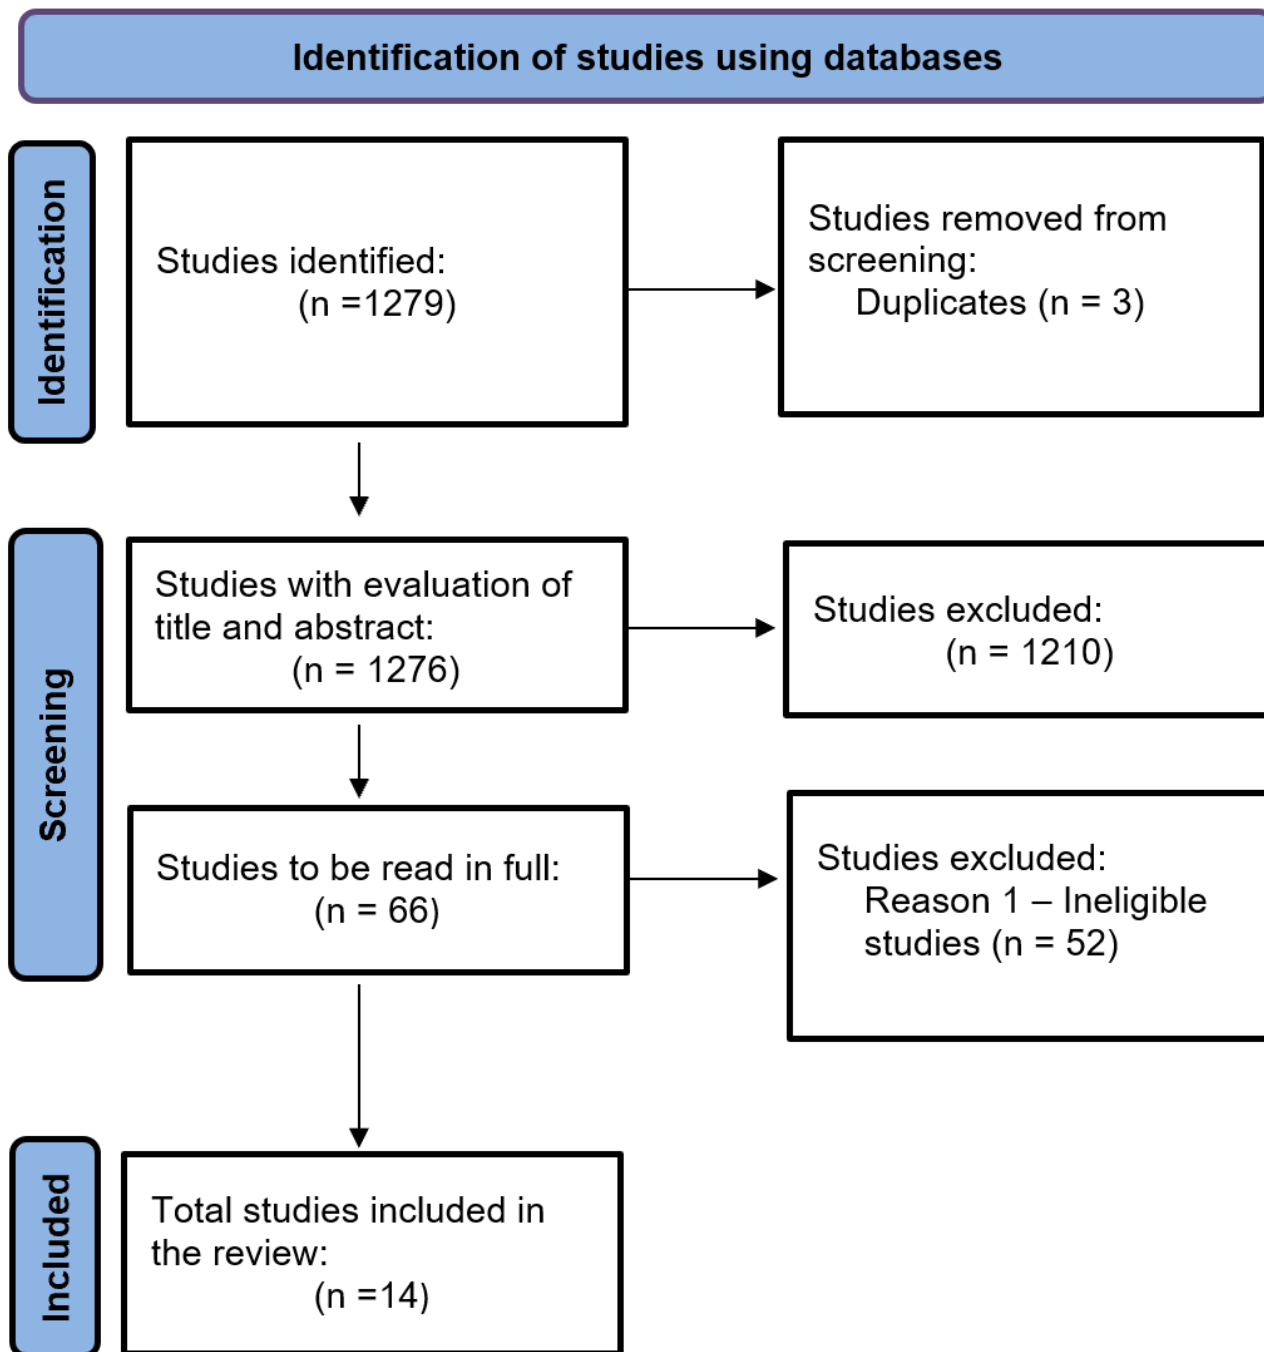 Identification of studies using databases
Identification
Studies identified:
(n =1279)
Studies removed from
screening:
Duplicates (n = 3)
Screening
Studies with evaluation of
title and abstract:
(n = 1276)
Studies excluded:
(n = 1210)
Studies to be read in full:
(n = 66)
Studies excluded:
Reason 1 – Ineligible
studies (n = 52)
Included
Total studies included in
the review:
(n =14)